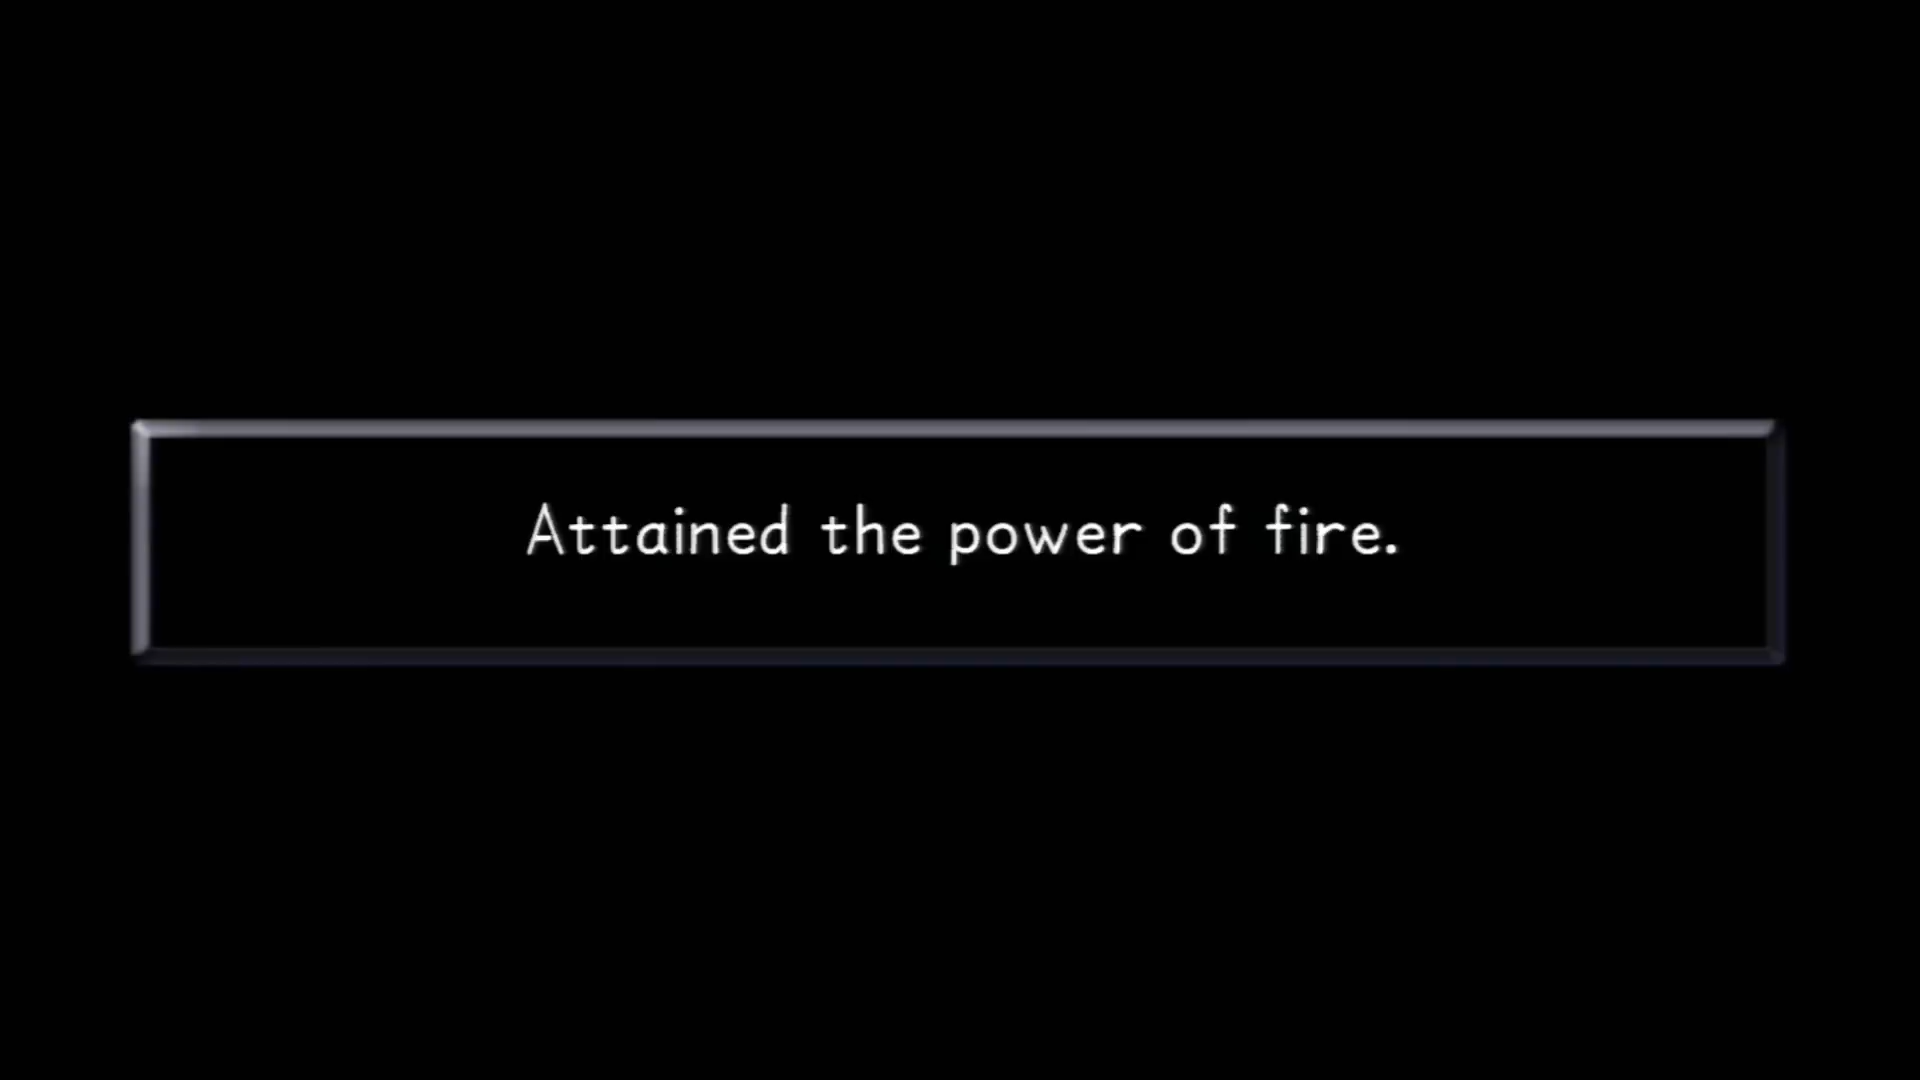 Attained the power of fire.